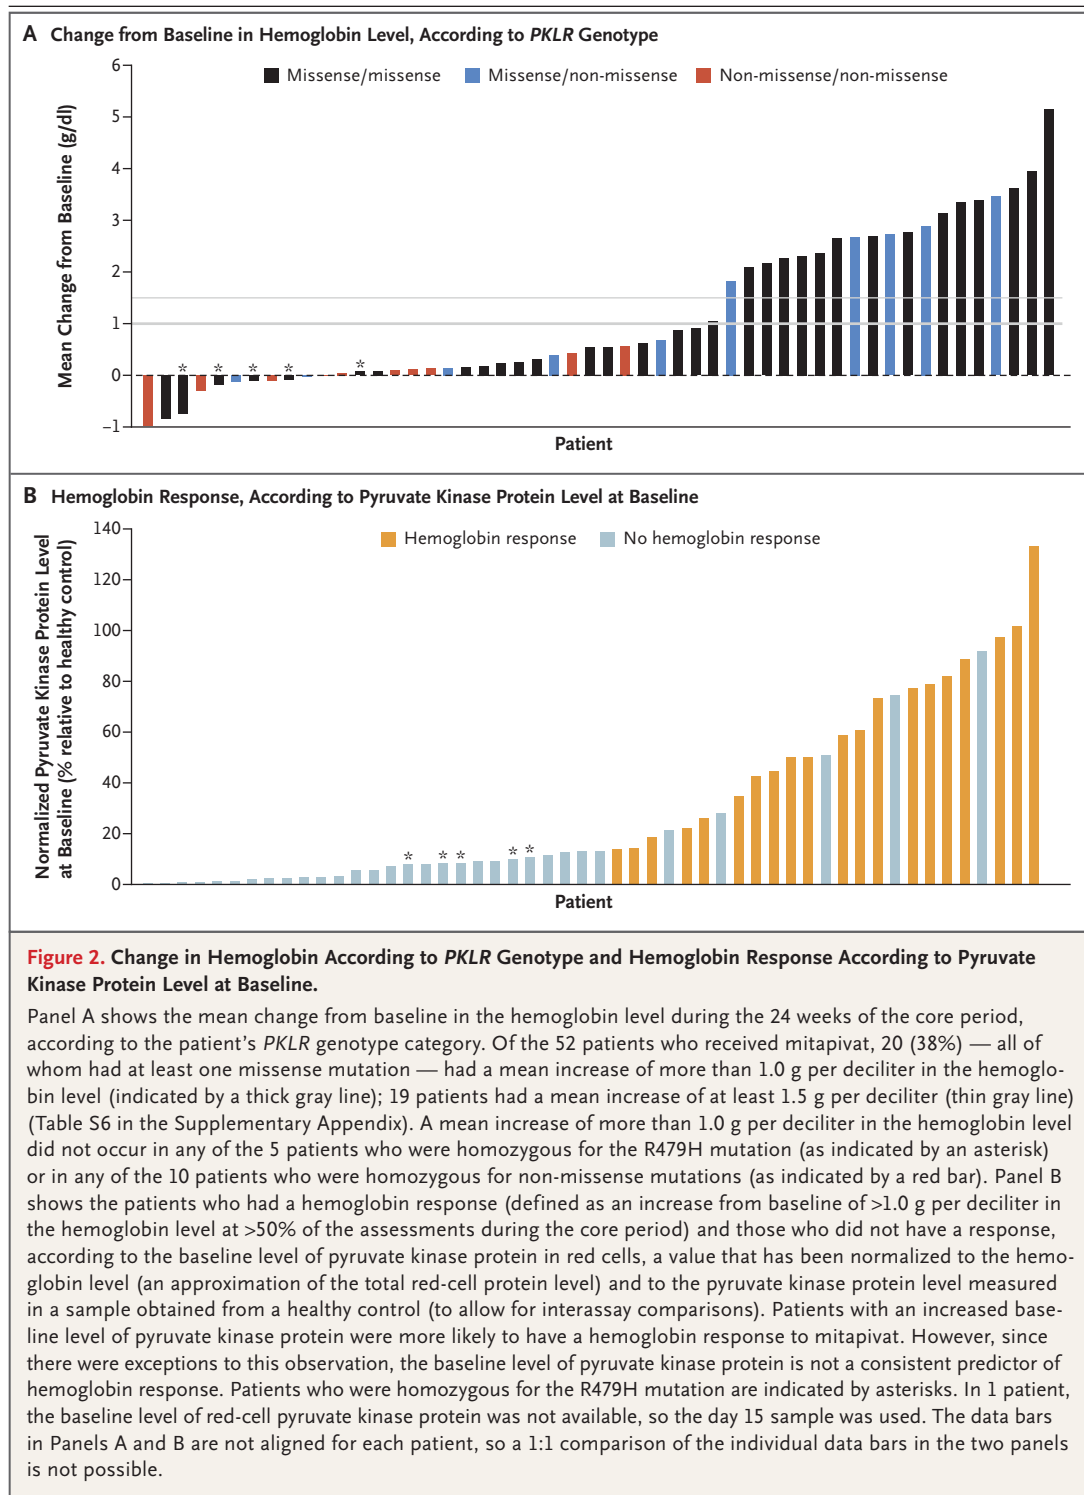 A Change from Baseline in Hemoglobin Level, According to PKLR Genotype
Mean Change from Baseline (g/dl)
6
5
4
3
2
1
0
−1
Missense/missense
Missense/non-missense
Non-missense/non-missense
* * * * *
Patient
B Hemoglobin Response, According to Pyruvate Kinase Protein Level at Baseline
Normalized Pyruvate Kinase Protein Level
at Baseline (% relative to healthy control)
140
120
100
80
60
40
20
0
Hemoglobin response
No hemoglobin response
* * * * *
Patient
Figure 2. Change in Hemoglobin According to PKLR Genotype and Hemoglobin Response According to Pyruvate
Kinase Protein Level at Baseline.
Panel A shows the mean change from baseline in the hemoglobin level during the 24 weeks of the core period,
according to the patient’s PKLR genotype category. Of the 52 patients who received mitapivat, 20 (38%) — all of
whom had at least one missense mutation — had a mean increase of more than 1.0 g per deciliter in the hemoglo-
bin level (indicated by a thick gray line); 19 patients had a mean increase of at least 1.5 g per deciliter (thin gray line)
(Table S6 in the Supplementary Appendix). A mean increase of more than 1.0 g per deciliter in the hemoglobin level
did not occur in any of the 5 patients who were homozygous for the R479H mutation (as indicated by an asterisk)
or in any of the 10 patients who were homozygous for non-missense mutations (as indicated by a red bar). Panel B
shows the patients who had a hemoglobin response (defined as an increase from baseline of >1.0 g per deciliter in
the hemoglobin level at >50% of the assessments during the core period) and those who did not have a response,
according to the baseline level of pyruvate kinase protein in red cells, a value that has been normalized to the hemo-
globin level (an approximation of the total red-cell protein level) and to the pyruvate kinase protein level measured
in a sample obtained from a healthy control (to allow for interassay comparisons). Patients with an increased base-
line level of pyruvate kinase protein were more likely to have a hemoglobin response to mitapivat. However, since
there were exceptions to this observation, the baseline level of pyruvate kinase protein is not a consistent predictor of
hemoglobin response. Patients who were homozygous for the R479H mutation are indicated by asterisks. In 1 patient,
the baseline level of red-cell pyruvate kinase protein was not available, so the day 15 sample was used. The data bars
in Panels A and B are not aligned for each patient, so a 1:1 comparison of the individual data bars in the two panels
is not possible.